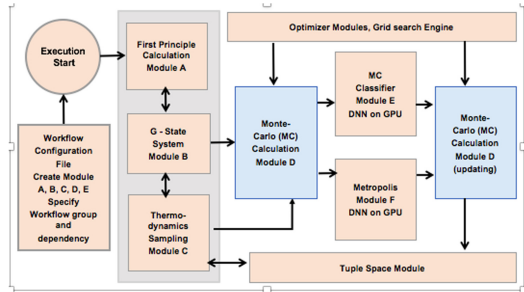 Optimizer Modules, Grid search Engine
Execution
Start
First Principle
Calculation
Module A
MC
Classifier
Module E
DNN on GPU
Monte-
Carlo (MC)
Calculation
Module D
Monte-
Carlo (MC)
Calculation
Module D
(updating)
Workflow
Configuration
File
Create Module
A, B, C, D, E
Specify
Workflow group
and
dependency
G - State
System
Module B
Metropolis
Module F
DNN on GPU
Thermo-
dynamics
Sampling
Module C
Tuple Space Module